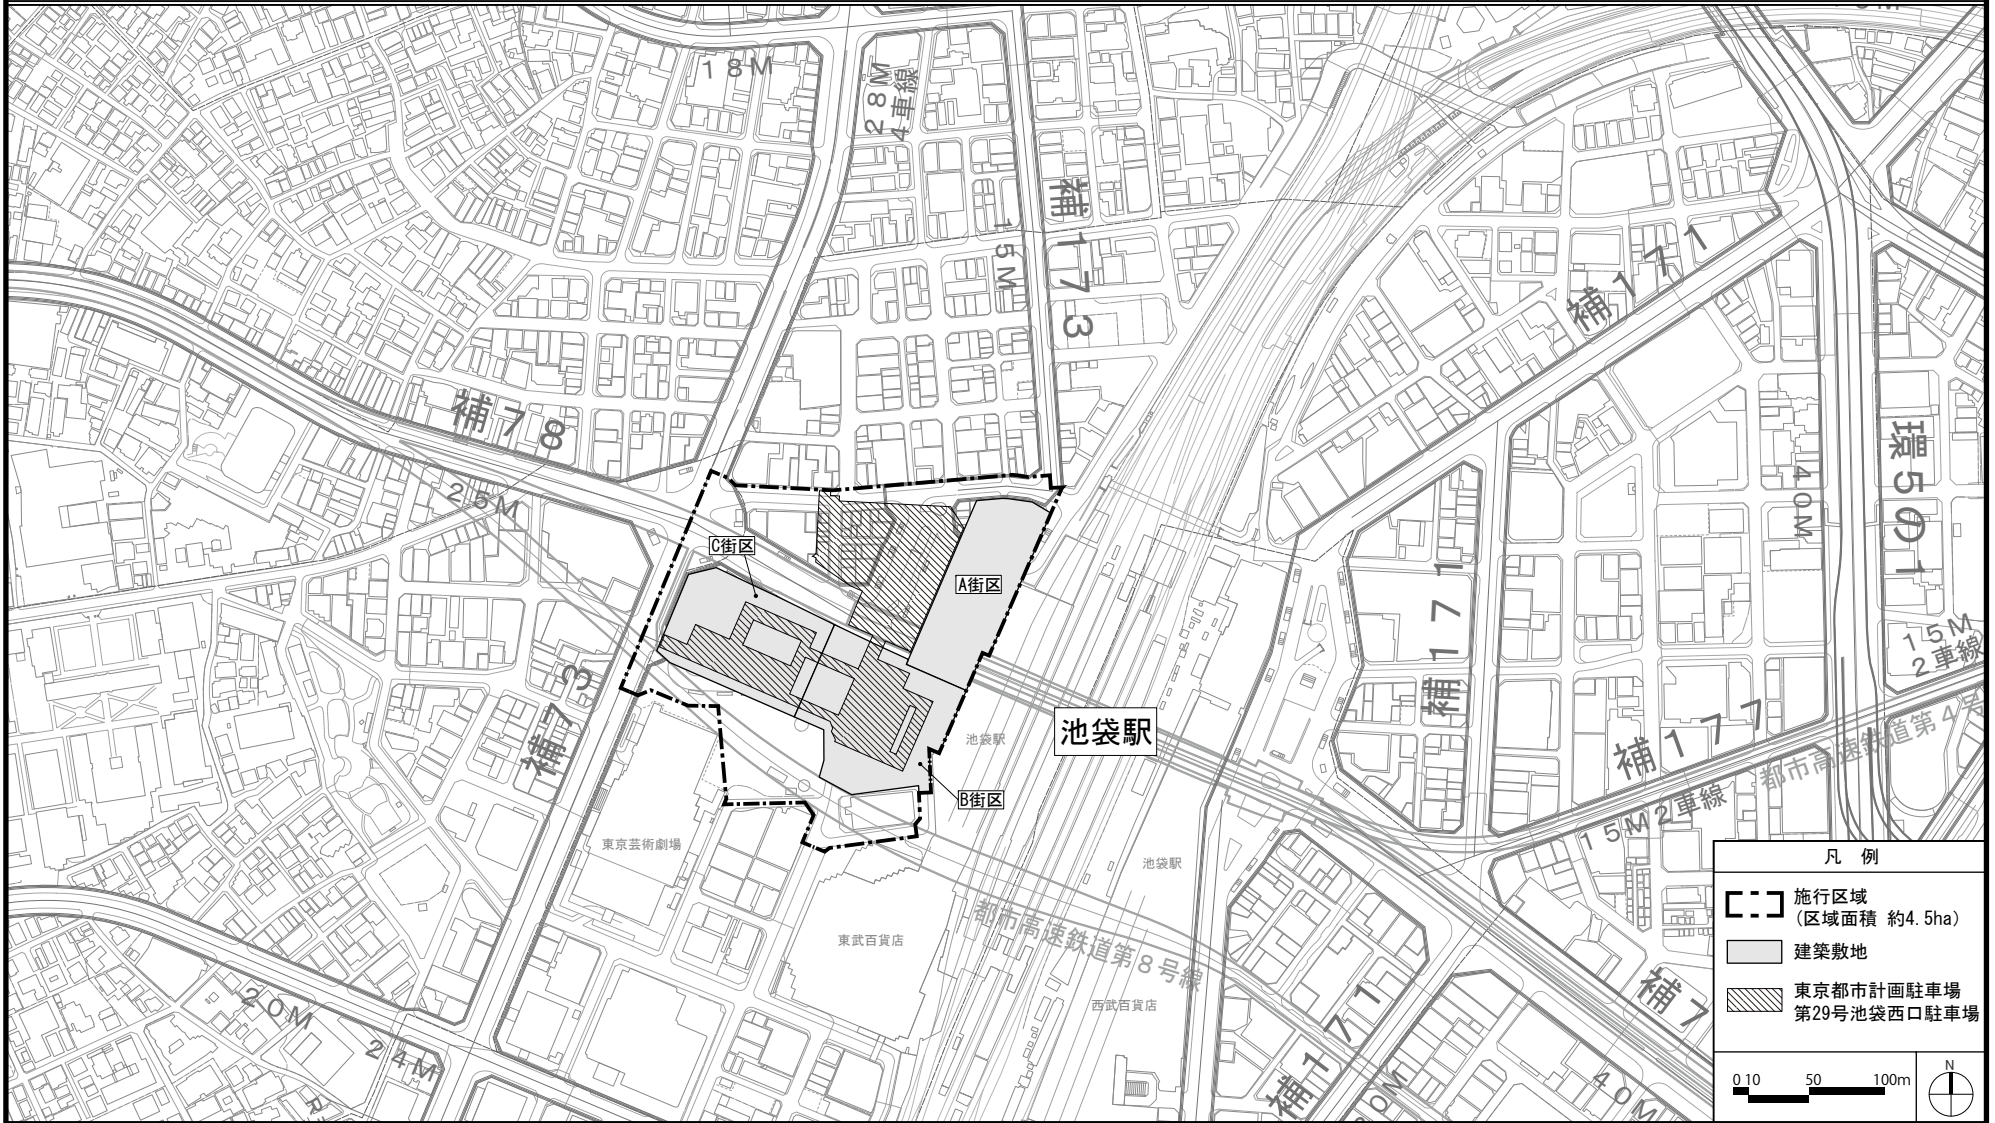 18M
28M
4車線
補173
15M
補171
補78
環5の1
40M
25M
C街区
A街区
補171
15M
2車線
補73
池袋駅
池袋駅
補177
都市高速鉄道第4号
B街区
15M2車線
東京芸術劇場
池袋駅
東武百貨店
都市高速鉄道第8号線
西武百貨店
20M
24M
補171
補7
40M
凡 例
施行区域
(区域面積 約4.5ha)
建築敷地
東京都市計画駐車場
第29号池袋西口駐車場
0 10 50 100m
N